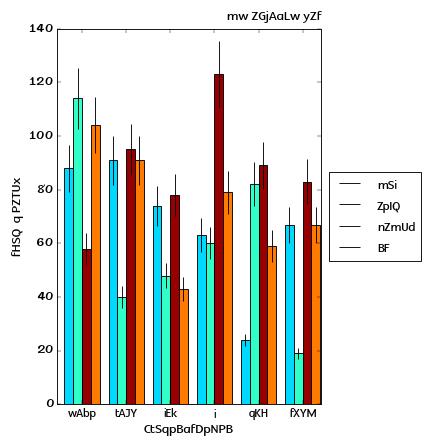 mw ZGjAaLw yZf
140
120
100
80
60
40
20
0
fHSQ q PZTUx
wAbp tAJY iEk i qKH fXYM
CtSqpBafDpNPB
mSi
ZpIQ
nZmUd
BF